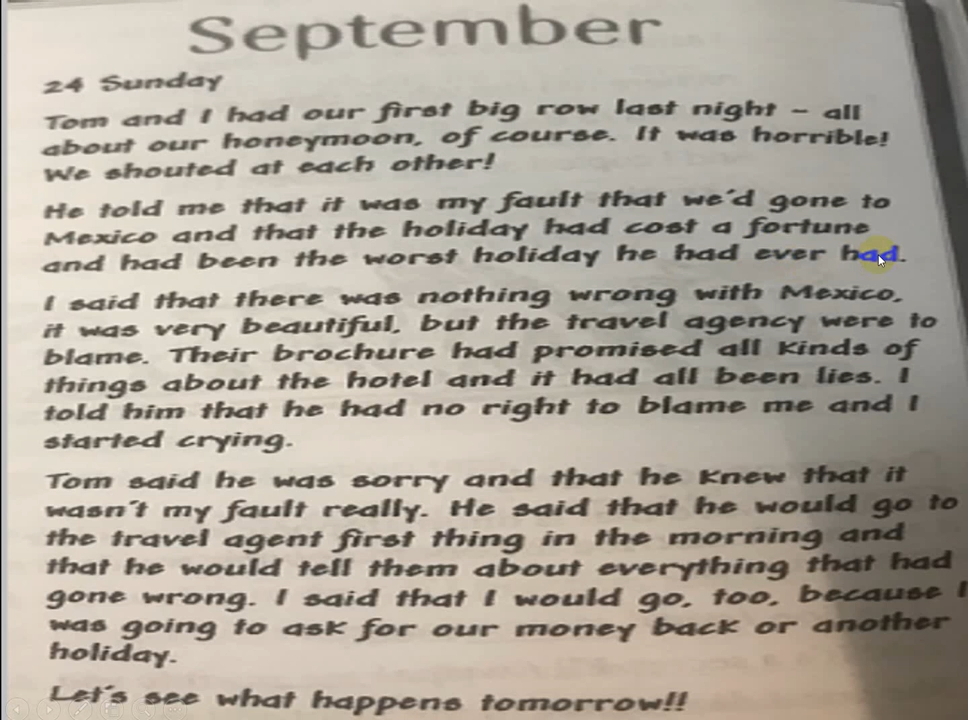 September
24 Sunday
Tom and I had our first big row last night – all
about our honeymoon, of course. It was horrible!
We shouted at each other!
He told me that it was my fault that we'd gone to
Mexico and that the holiday had cost a fortune
and had been the worst holiday he had ever had.
I said that there was nothing wrong with Mexico,
it was very beautiful, but the travel agency were to
blame. Their brochure had promised all kinds of
things about the hotel and it had all been lies. I
told him that he had no right to blame me and I
started crying.
Tom said he was sorry and that he knew that it
wasn't my fault really. He said that he would go to
the travel agent first thing in the morning and
that he would tell them about everything that had
gone wrong. I said that I would go, too, because I
was going to ask for our money back or another
holiday.
Let's see what happens tomorrow!!